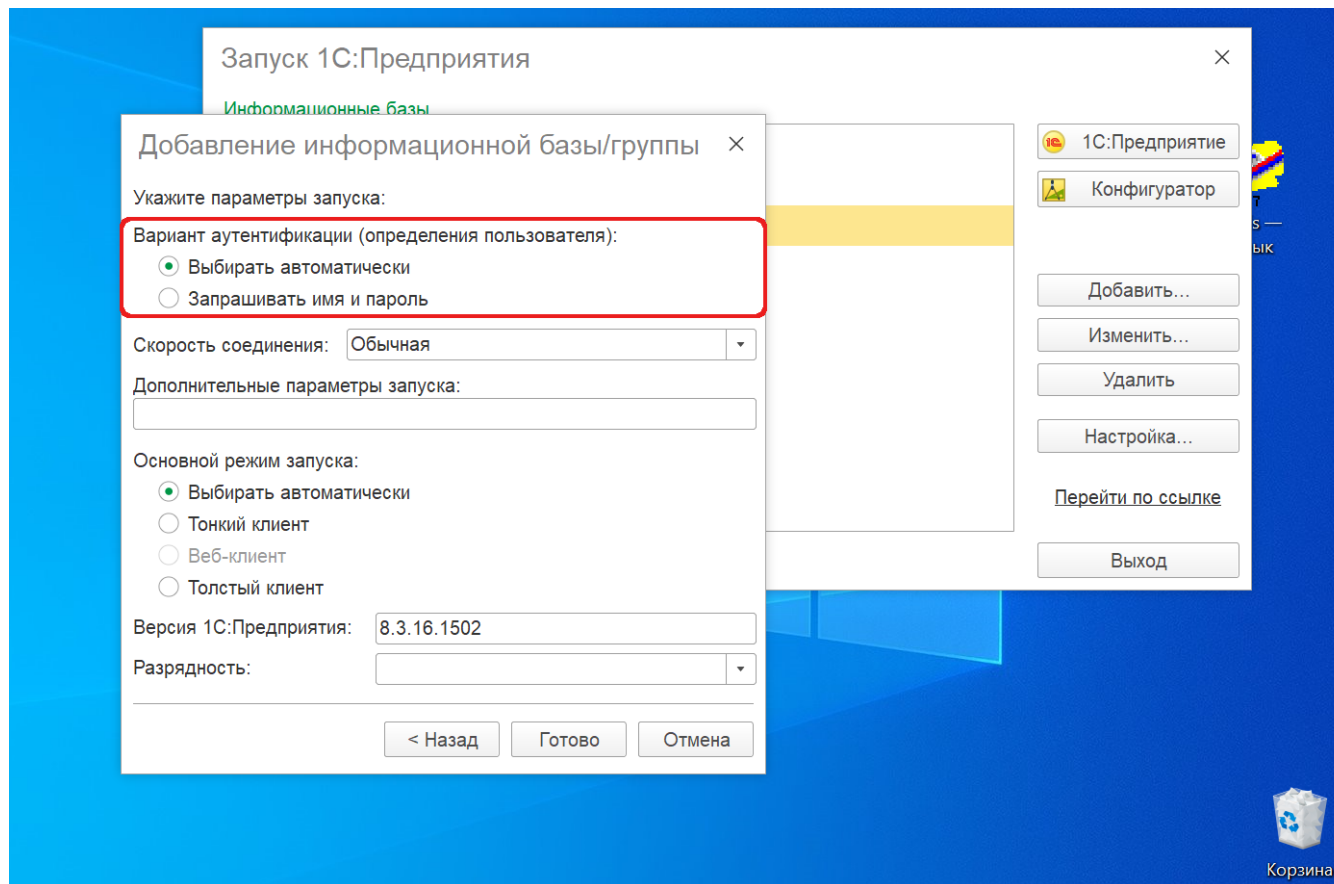 Запуск 1С:Предприятия
Информационные базы
Добавление информационной базы/группы
Укажите параметры запуска:
Вариант аутентификации (определения пользователя):
Выбирать автоматически
Запрашивать имя и пароль
Скорость соединения: Обычная
Дополнительные параметры запуска:
Основной режим запуска:
Выбирать автоматически
Тонкий клиент
Веб-клиент
Толстый клиент
Версия 1С:Предприятия: 8.3.16.1502
Разрядность:
< Назад Готово Отмена
1С 1С:Предприятие
Конфигуратор
Добавить...
Изменить...
Удалить
Настройка...
Перейти по ссылке
Выход
7
s —
ык
Корзина